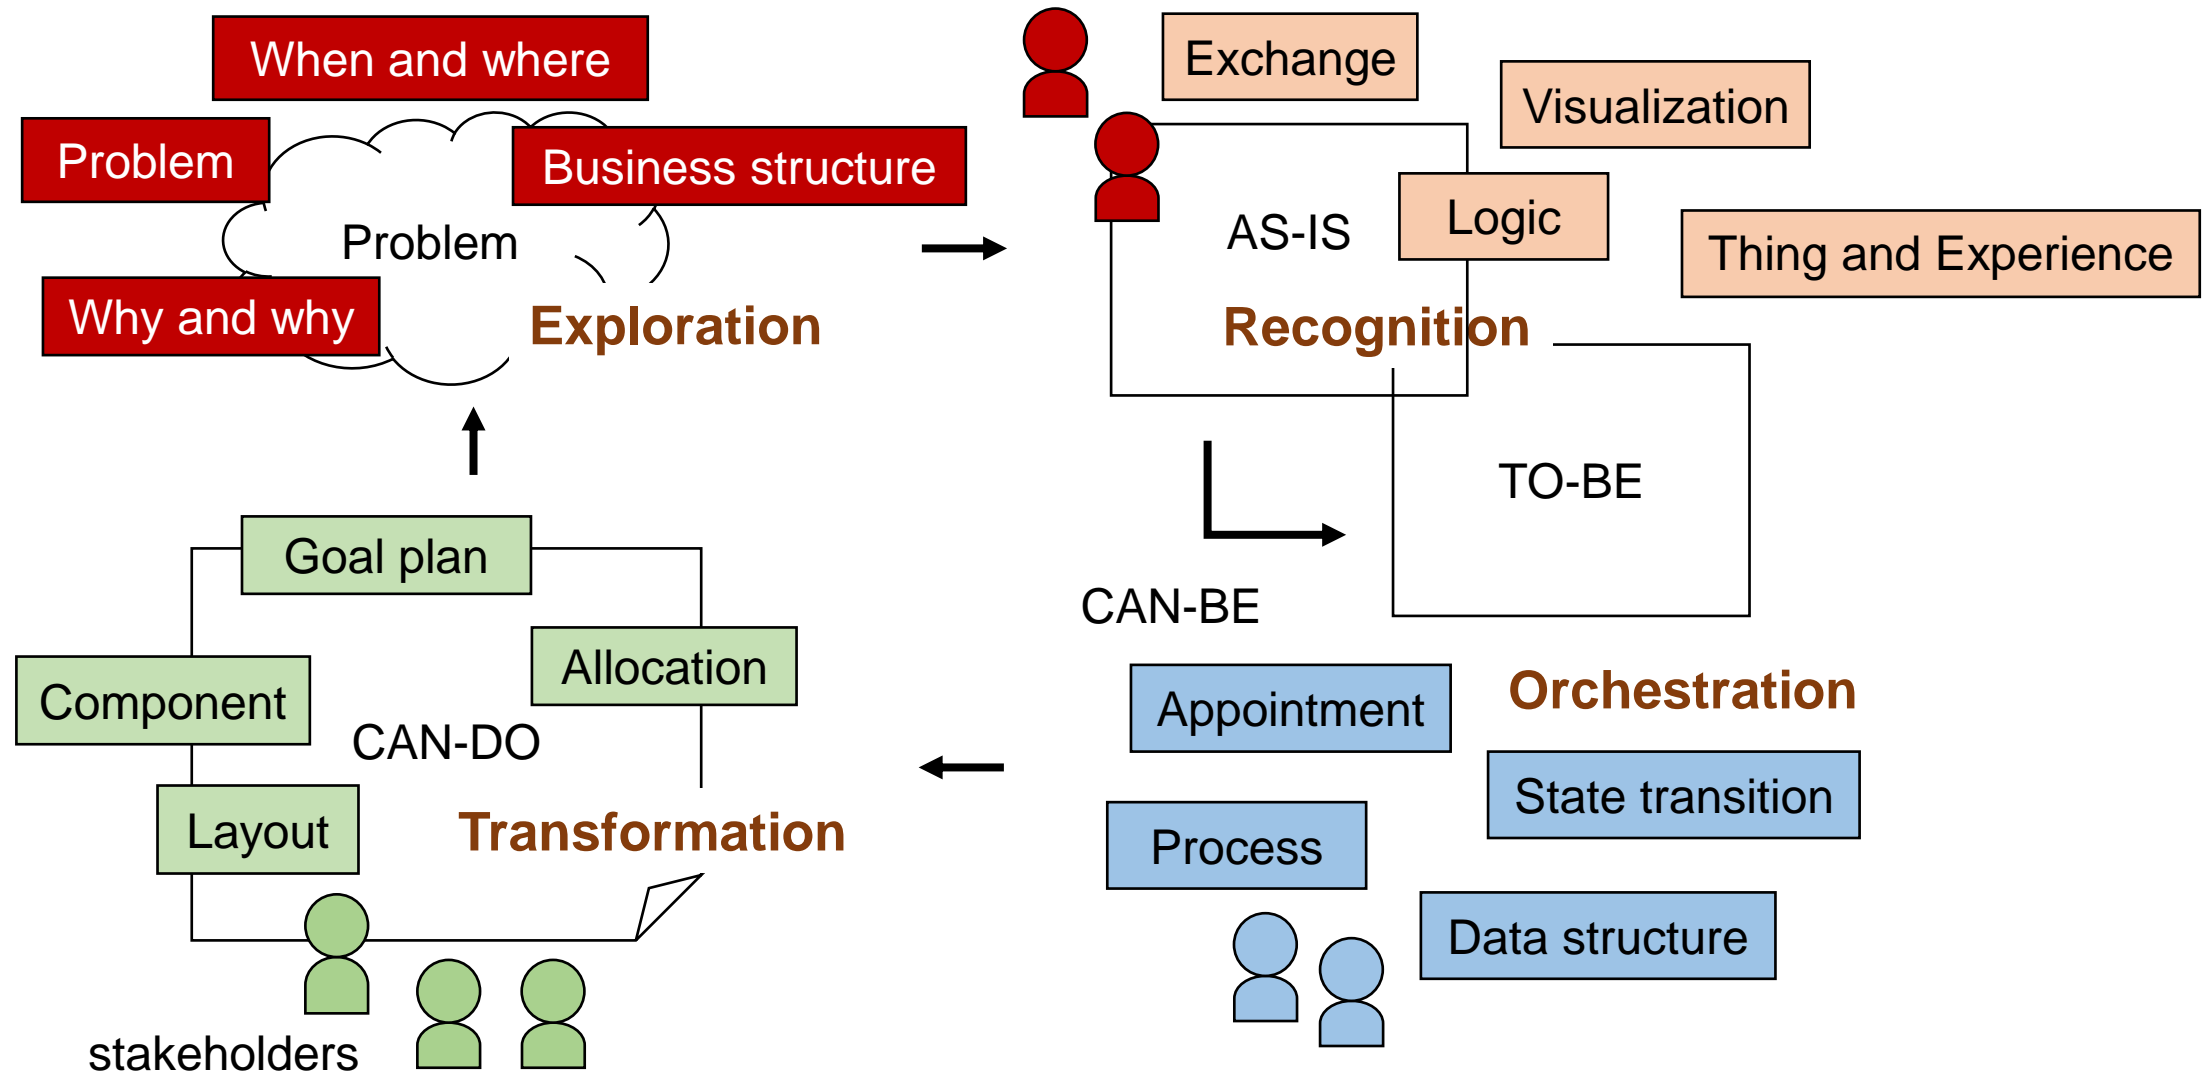 When and where
Problem
Business structure
Problem
Why and why
Exploration
Exchange
Visualization
Logic
AS-IS
Thing and Experience
Recognition
TO-BE
CAN-BE
Orchestration
Appointment
State transition
Process
Data structure
Goal plan
Allocation
Component
CAN-DO
Layout
Transformation
stakeholders